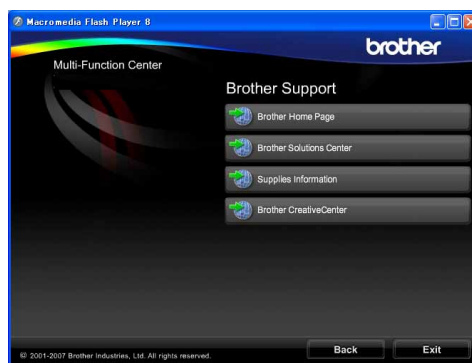 Macromedia Flash Player 8
brother
Multi-Function Center
Brother Support
Brother Home Page
Brother Solutions Center
Supplies Information
Brother CreativeCenter
© 2001-2007 Brother Industries, Ltd. All rights reserved.
Back
Exit